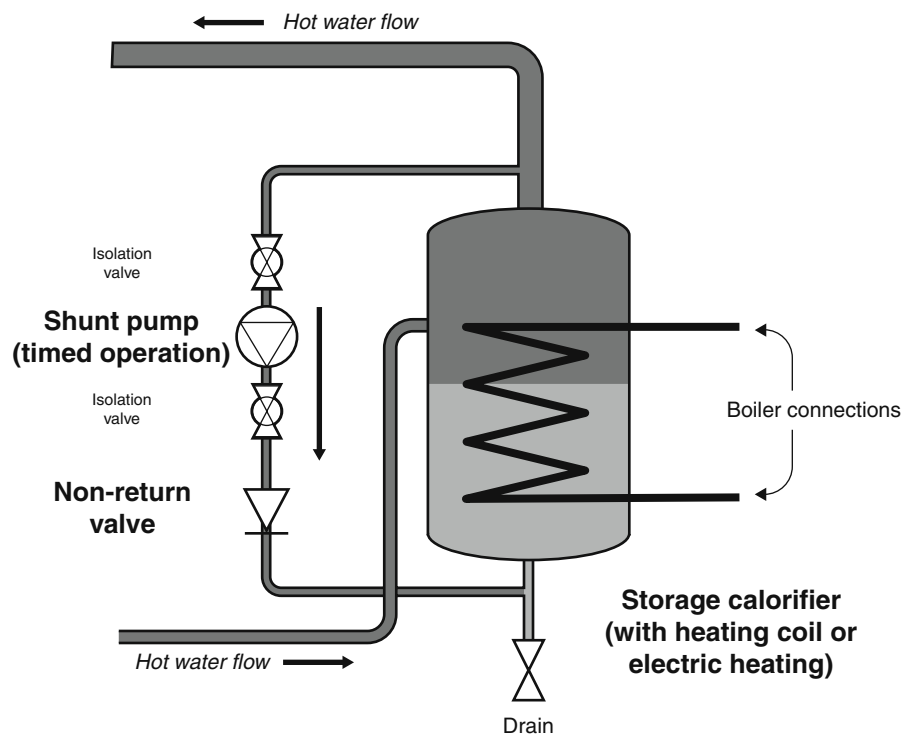 Hot water flow
Isolation
valve
Shunt pump
(timed operation)
Isolation
valve
Boiler connections
Non-return
valve
Storage calorifier
(with heating coil or
electric heating)
Hot water flow
Drain